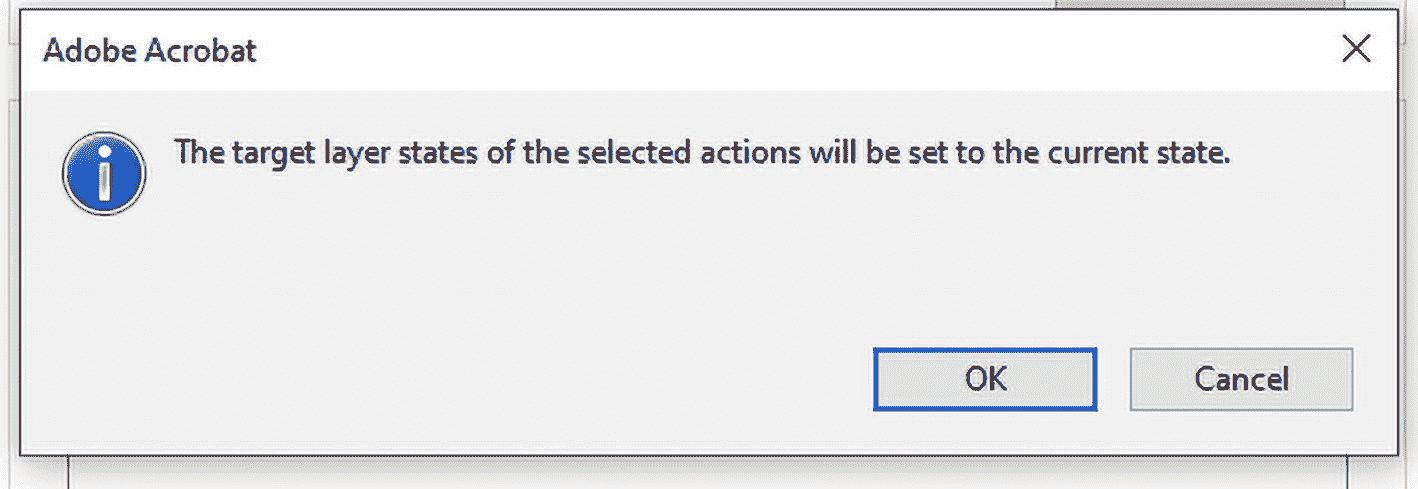 Adobe Acrobat
The target layer states of the selected actions will be set to the current state.
OK
Cancel